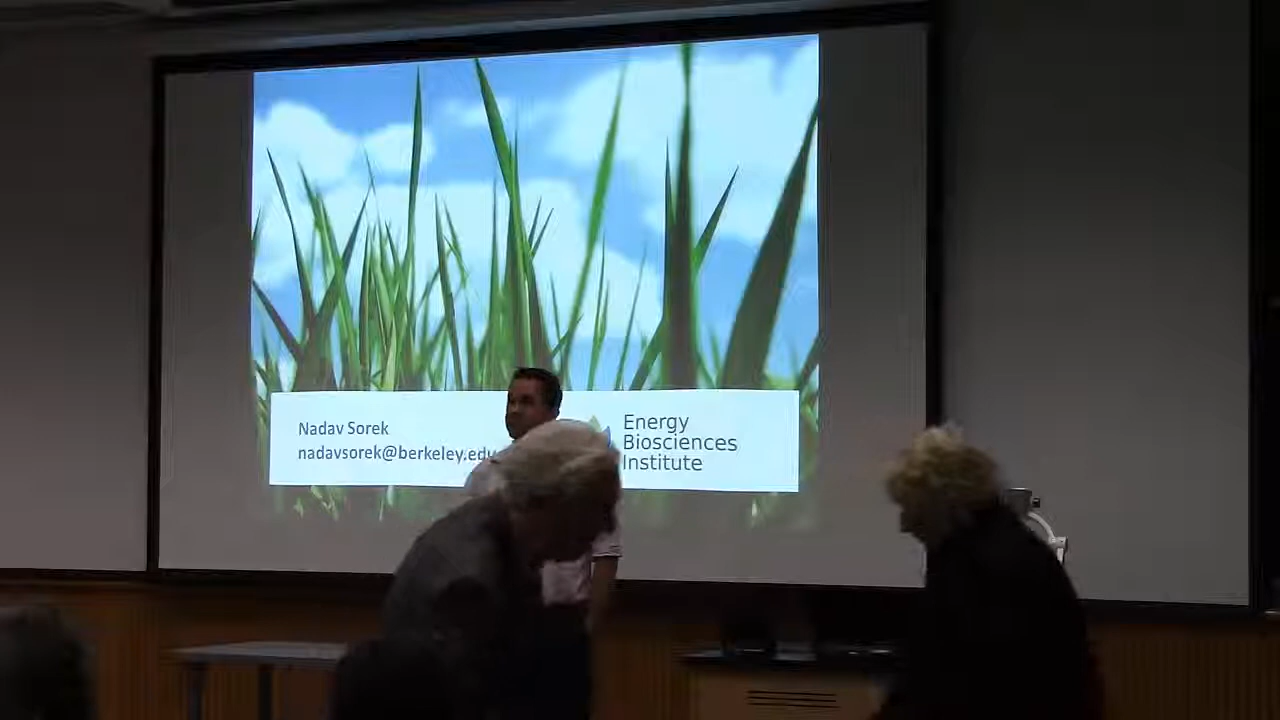 Nadav Sorek
nadavsorek@berkeley.edu
Energy
Biosciences
Institute